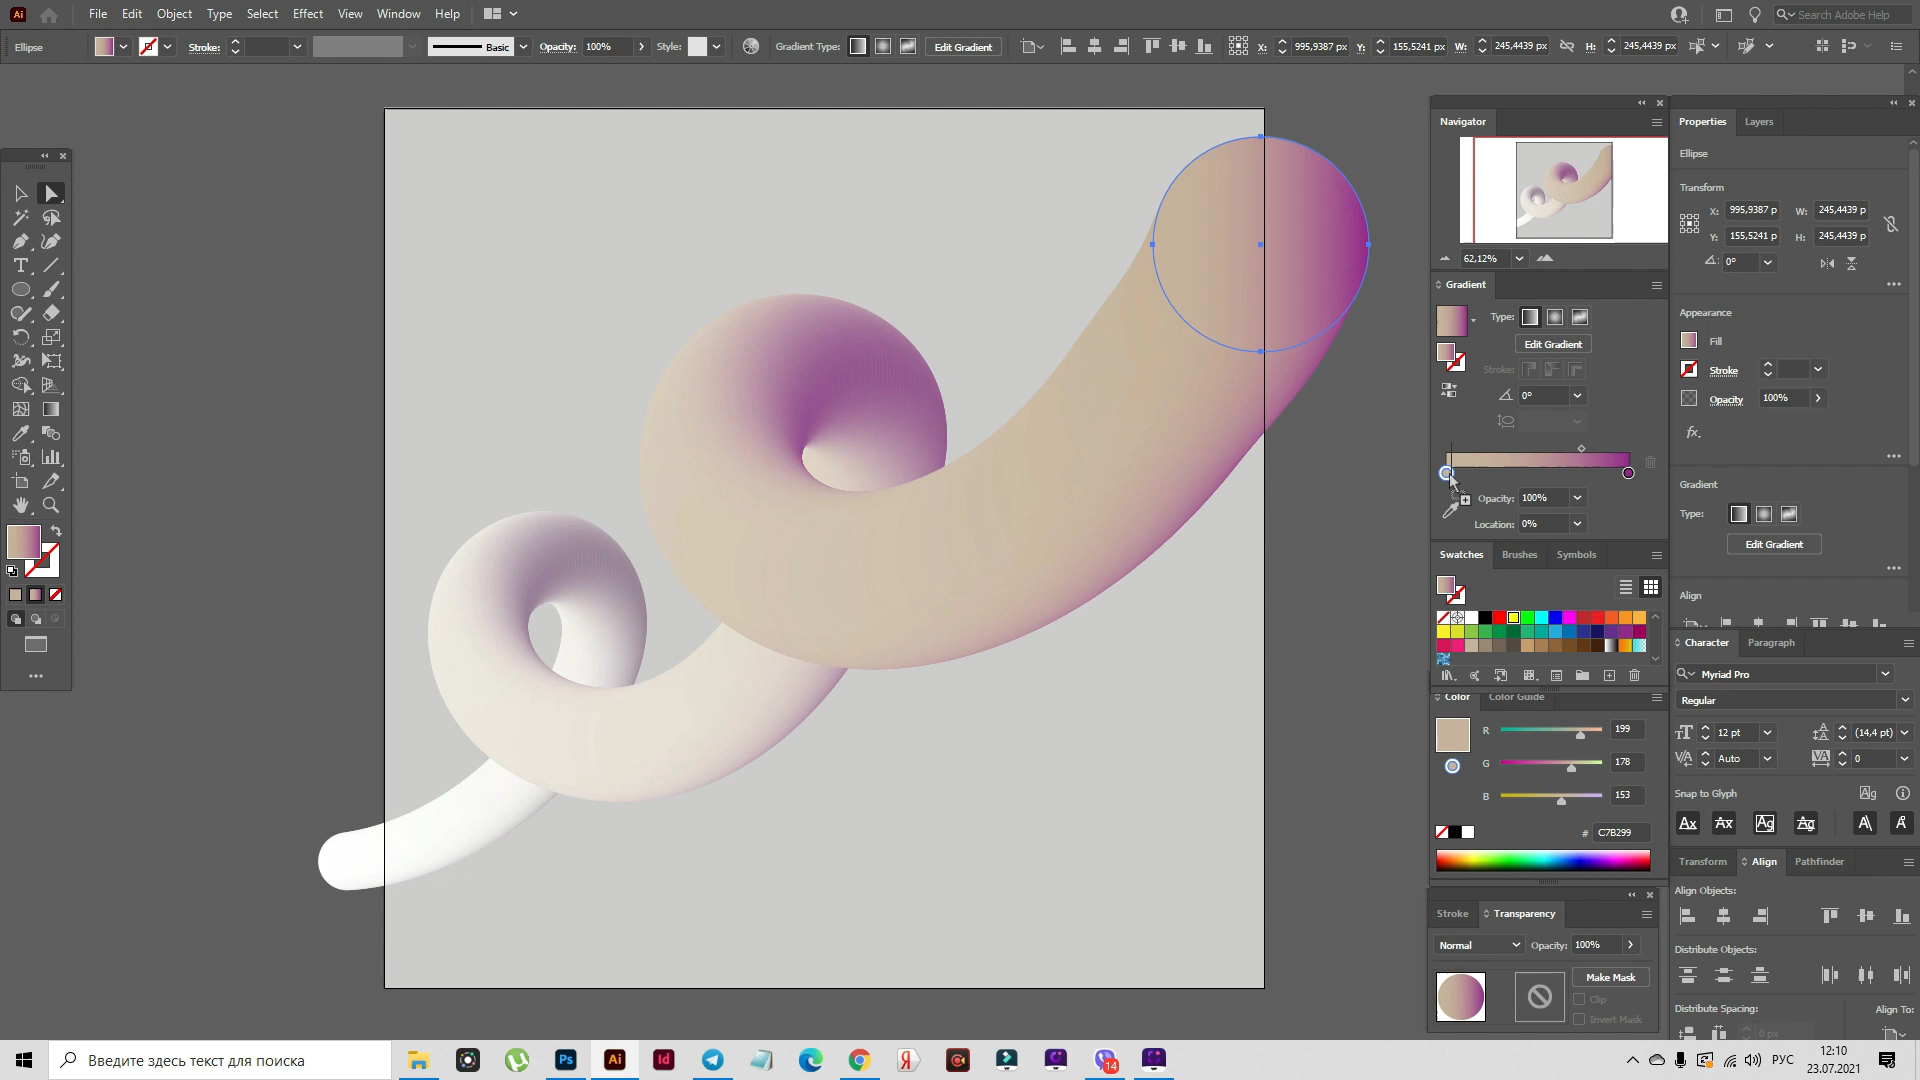 Ai File Edit Object Type Select Effect View Window Help Search Adobe Help
Ellipse Stroke: Basic Opacity: 100% Style: Gradient Type: Edit Gradient X: 995,9387 px Y: 155,5241 px W: 245,4439 px H: 245,4439 px
Navigator
62,12%
Gradient
Type:
Edit Gradient
Stroke:
0°
Opacity: 100%
Location: 0%
Swatches Brushes Symbols
Color Color Guide
R 199
G 178
B 153
# C7B299
Stroke Transparency
Normal Opacity: 100%
Make Mask
Clip
Invert Mask
Properties Layers
Ellipse
Transform
X: 995,9387 p W: 245,4439 p
Y: 155,5241 p H: 245,4439 p
0°
Appearance
Fill
Stroke
Opacity 100%
fx.
Gradient
Type:
Edit Gradient
Align
Character Paragraph
Myriad Pro
Regular
12 pt (14,4 pt)
Auto 0
Snap to Glyph
Transform Align Pathfinder
Align Objects:
Distribute Objects:
Distribute Spacing: Align To:
0 px
Введите здесь текст для поиска
Ps Ai Id Я 14
РУС
12:10
23.07.2021